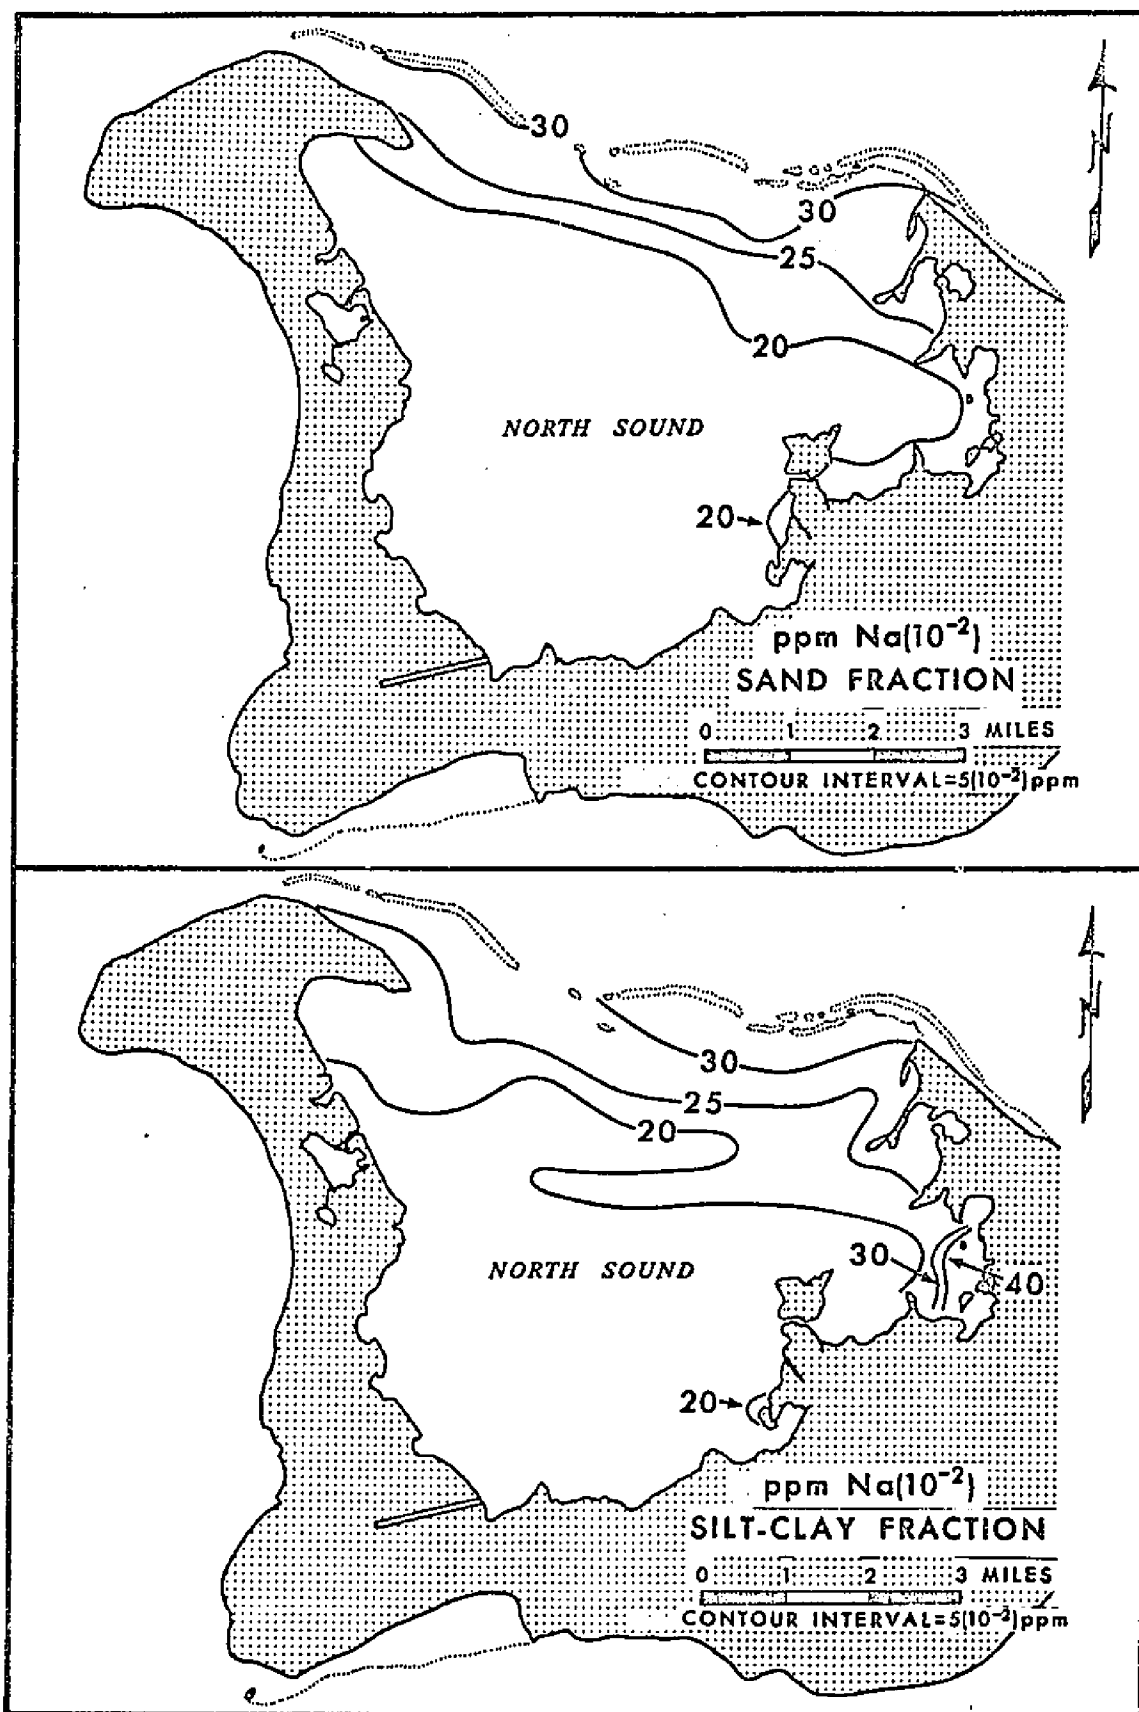 30
30
25
20
NORTH SOUND
20
ppm Na(10⁻²)
SAND FRACTION
0 1 2 3 MILES
CONTOUR INTERVAL=5(10⁻²)ppm
N
30
25
20
30
40
NORTH SOUND
20
ppm Na(10⁻²)
SILT-CLAY FRACTION
0 1 2 3 MILES
CONTOUR INTERVAL=5(10⁻²)ppm
N